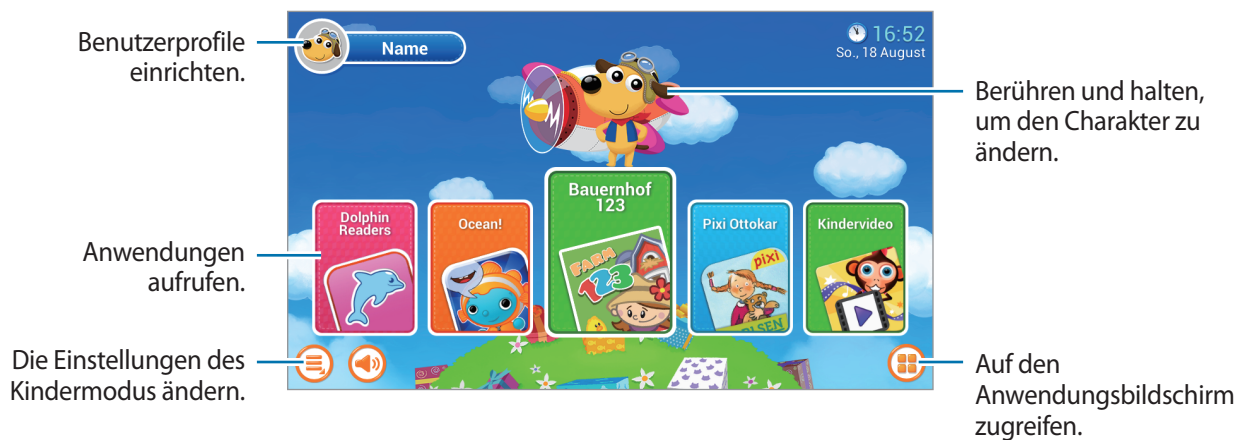 Benutzerprofile
einrichten.
Name
16:52
So., 18 August
Berühren und halten,
um den Charakter zu
ändern.
Anwendungen
aufrufen.
Dolphin
Readers
Ocean!
Bauernhof
123
FARM
123
Pixi Ottokar
pixi
LSEN
Kindervideo
Die Einstellungen des
Kindermodus ändern.
Auf den
Anwendungsbildschirm
zugreifen.